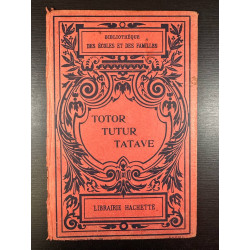 BIBLIOTHÈQUE
DES ÉCOLES ET DES FAMILLES
TOTOR
TUTUR
TATAVE
LIBRAIRIE HACHETTE